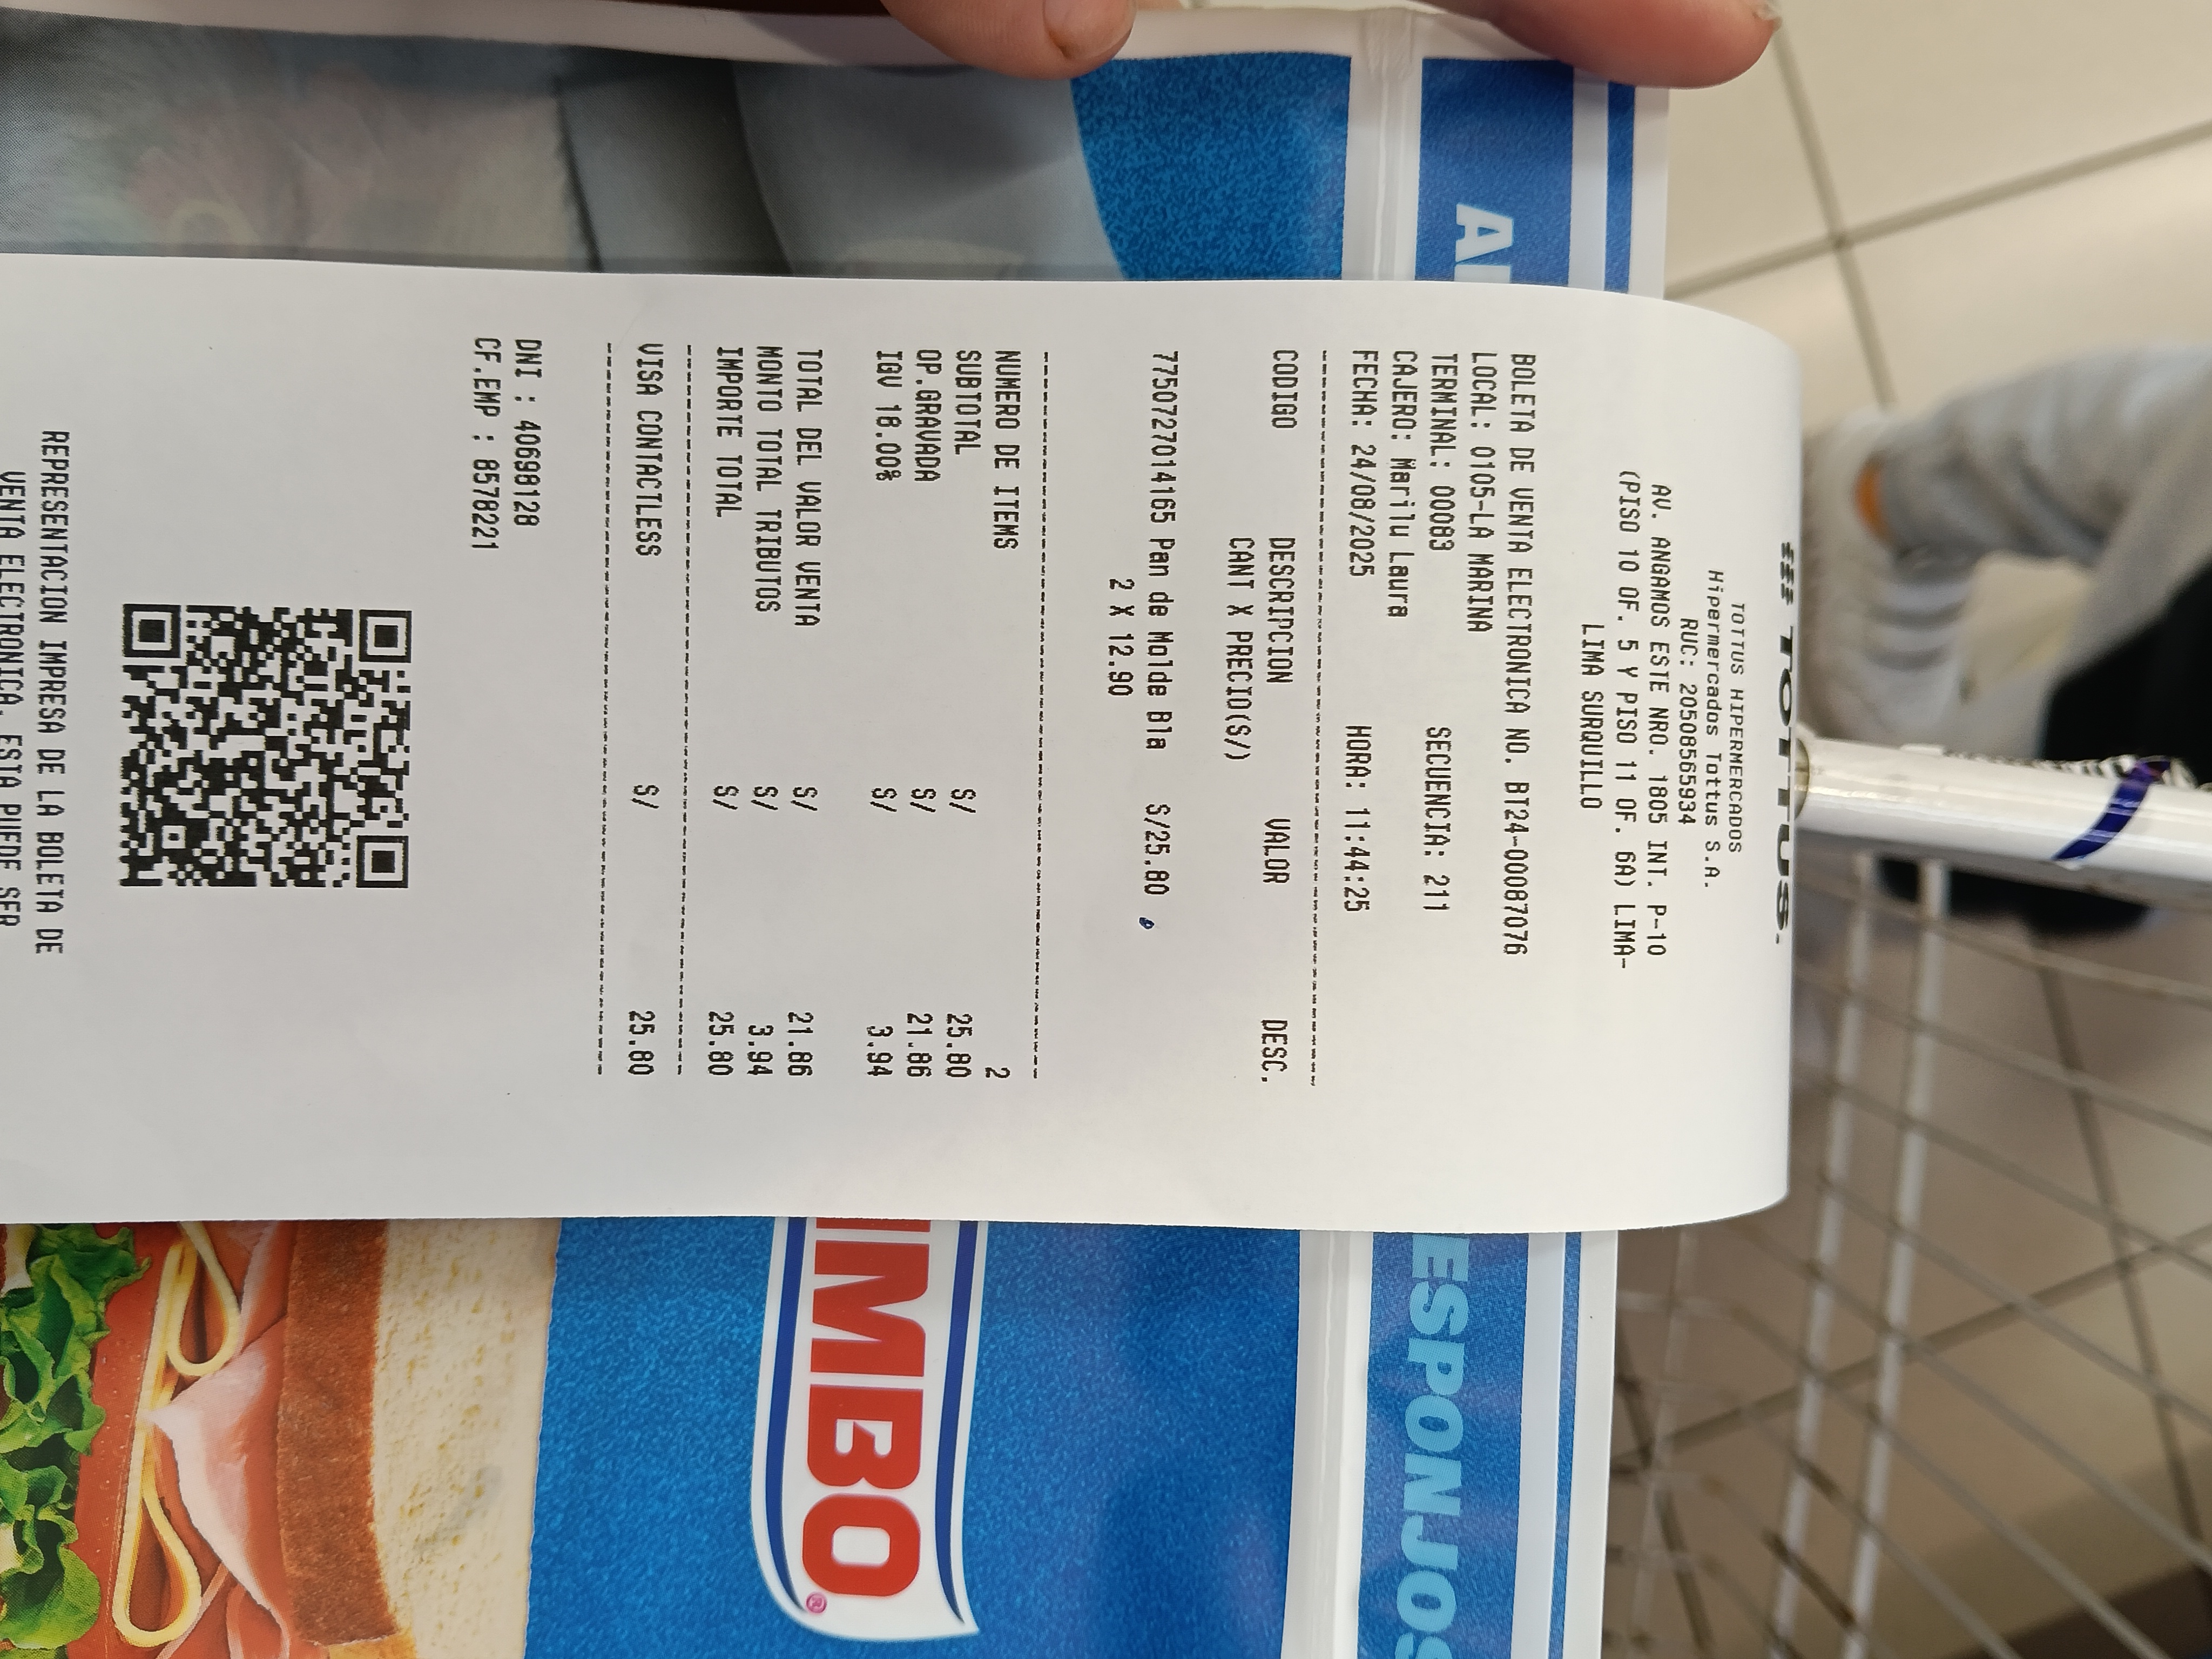 TOTTUS.
TOTTUS HIPERMERCADOS
Hipermercados Tottus S.A.
RUC: 20508565934
AV. ANGAMOS ESTE NRO. 1805 INT. P-10
(PISO 10 OF. 5 Y PISO 11 OF. 6A) LIMA-
LIMA SURQUILLO
BOLETA DE VENTA ELECTRONICA NO. BT24-00087076
LOCAL: 0105-LA MARINA
TERMINAL: 00083 SECUENCIA: 211
CAJERO: Marilu Laura
FECHA: 24/08/2025 HORA: 11:44:25
CODIGO DESCRIPCION VALOR DESC.
CANT X PRECIO(S/)
7750727014165 Pan de Molde Bla S/25.80
2 X 12.90
NUMERO DE ITEMS 2
SUBTOTAL S/ 25.80
OP.GRAVADA S/ 21.86
IGV 18.00% S/ 3.94
TOTAL DEL VALOR VENTA S/ 21.86
MONTO TOTAL TRIBUTOS S/ 3.94
IMPORTE TOTAL S/ 25.80
VISA CONTACTLESS S/ 25.80
DNI : 40698128
CF.EMP : 8578221
REPRESENTACION IMPRESA DE LA BOLETA DE
VENTA ELECTRONICA. ESTA PUEDE SER
ESPONJOS
IMBO®